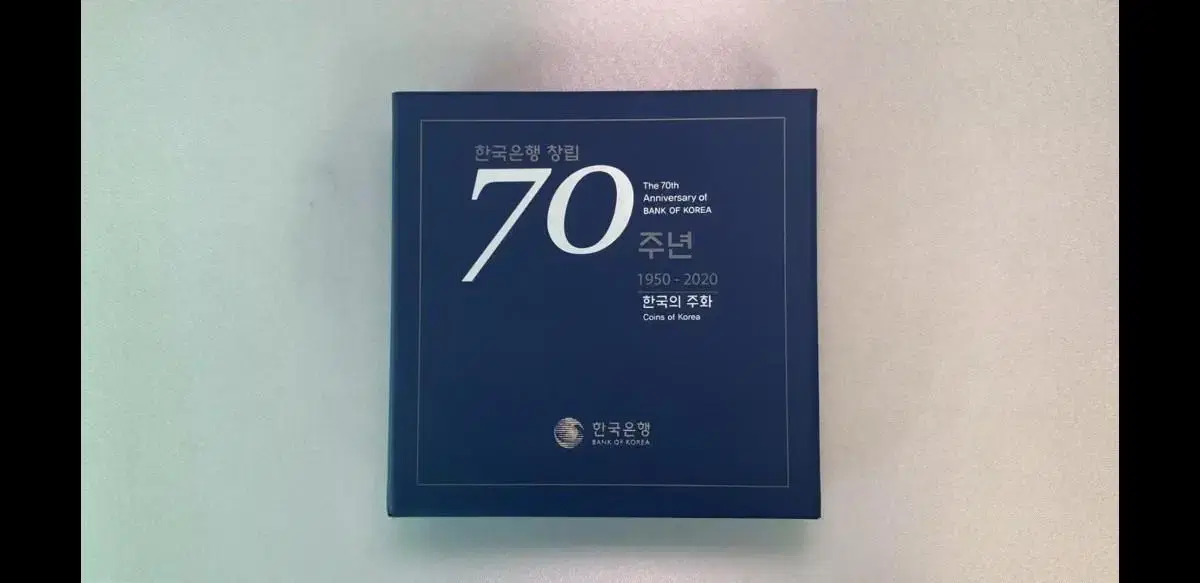 한국은행 창립
70
The 70th
Anniversary of
BANK OF KOREA
주년
1950 - 2020
한국의 주화
Coins of Korea
한국은행
BANK OF KOREA